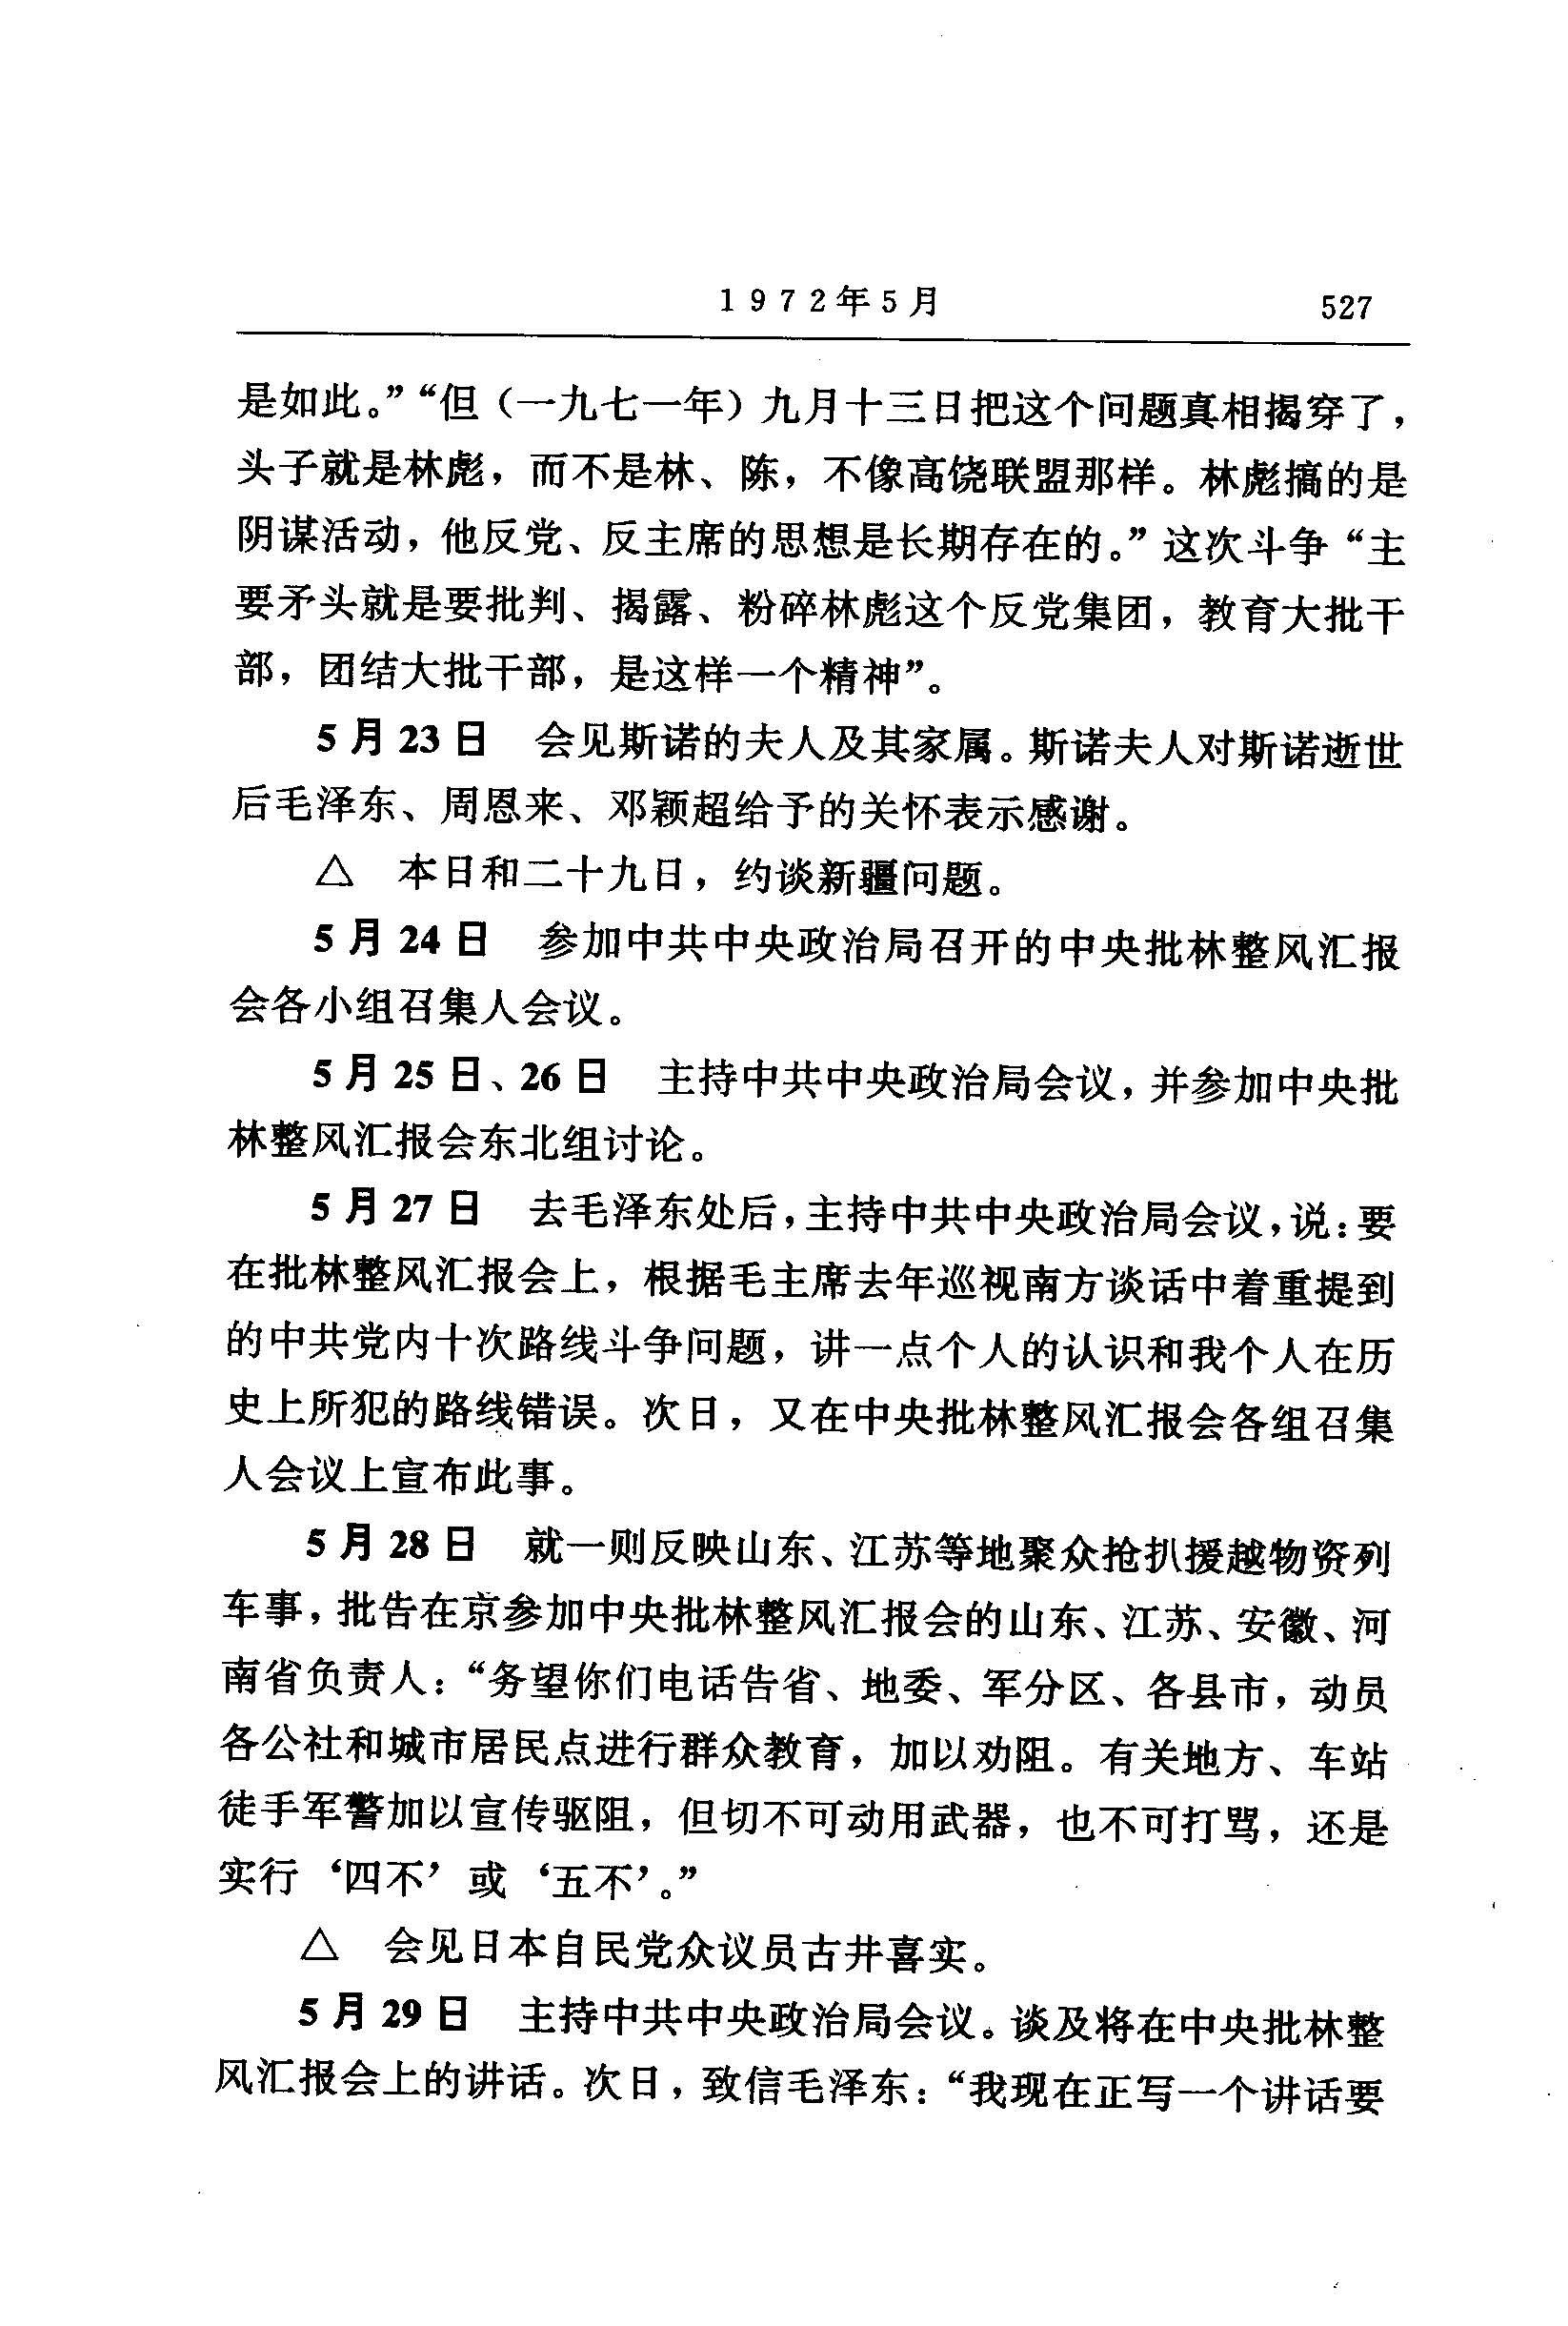 1972年5月 527
是如此。”“但（一九七一年）九月十三日把这个问题真相揭穿了，
头子就是林彪，而不是林、陈，不像高饶联盟那样。林彪搞的是
阴谋活动，他反党、反主席的思想是长期存在的。”这次斗争“主
要矛头就是要批判、揭露、粉碎林彪这个反党集团，教育大批干
部，团结大批干部，是这样一个精神”。
5月23日　会见斯诺的夫人及其家属。斯诺夫人对斯诺逝世
后毛泽东、周恩来、邓颖超给予的关怀表示感谢。
△　本日和二十九日，约谈新疆问题。
5月24日　参加中共中央政治局召开的中央批林整风汇报
会各小组召集人会议。
5月25日、26日　主持中共中央政治局会议，并参加中央批
林整风汇报会东北组讨论。
5月27日　去毛泽东处后，主持中共中央政治局会议，说：要
在批林整风汇报会上，根据毛主席去年巡视南方谈话中着重提到
的中共党内十次路线斗争问题，讲一点个人的认识和我个人在历
史上所犯的路线错误。次日，又在中央批林整风汇报会各组召集
人会议上宣布此事。
5月28日　就一则反映山东、江苏等地聚众抢扒援越物资列
车事，批告在京参加中央批林整风汇报会的山东、江苏、安徽、河
南省负责人：“务望你们电话告省、地委、军分区、各县市，动员
各公社和城市居民点进行群众教育，加以劝阻。有关地方、车站
徒手军警加以宣传驱阻，但切不可动用武器，也不可打骂，还是
实行‘四不’或‘五不’。”
△　会见日本自民党众议员古井喜实。
5月29日　主持中共中央政治局会议。谈及将在中央批林整
风汇报会上的讲话。次日，致信毛泽东：“我现在正写一个讲话要